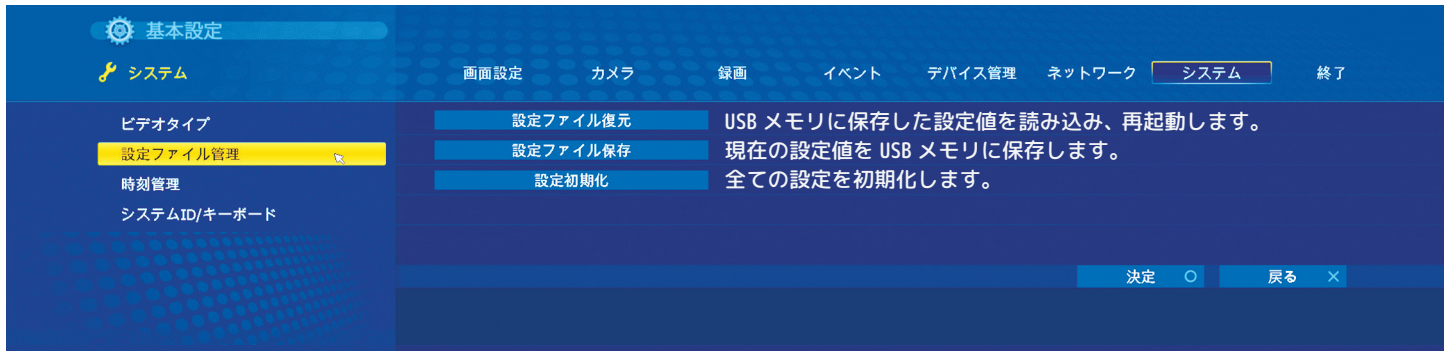 基本設定
システム
画面設定 カメラ 録画 イベント デバイス管理 ネットワーク システム 終了
ビデオタイプ
設定ファイル管理
時刻管理
システムID/キーボード
設定ファイル復元 USB メモリに保存した設定値を読み込み、再起動します。
設定ファイル保存 現在の設定値を USB メモリに保存します。
設定初期化 全ての設定を初期化します。
決定 ○ 戻る ×